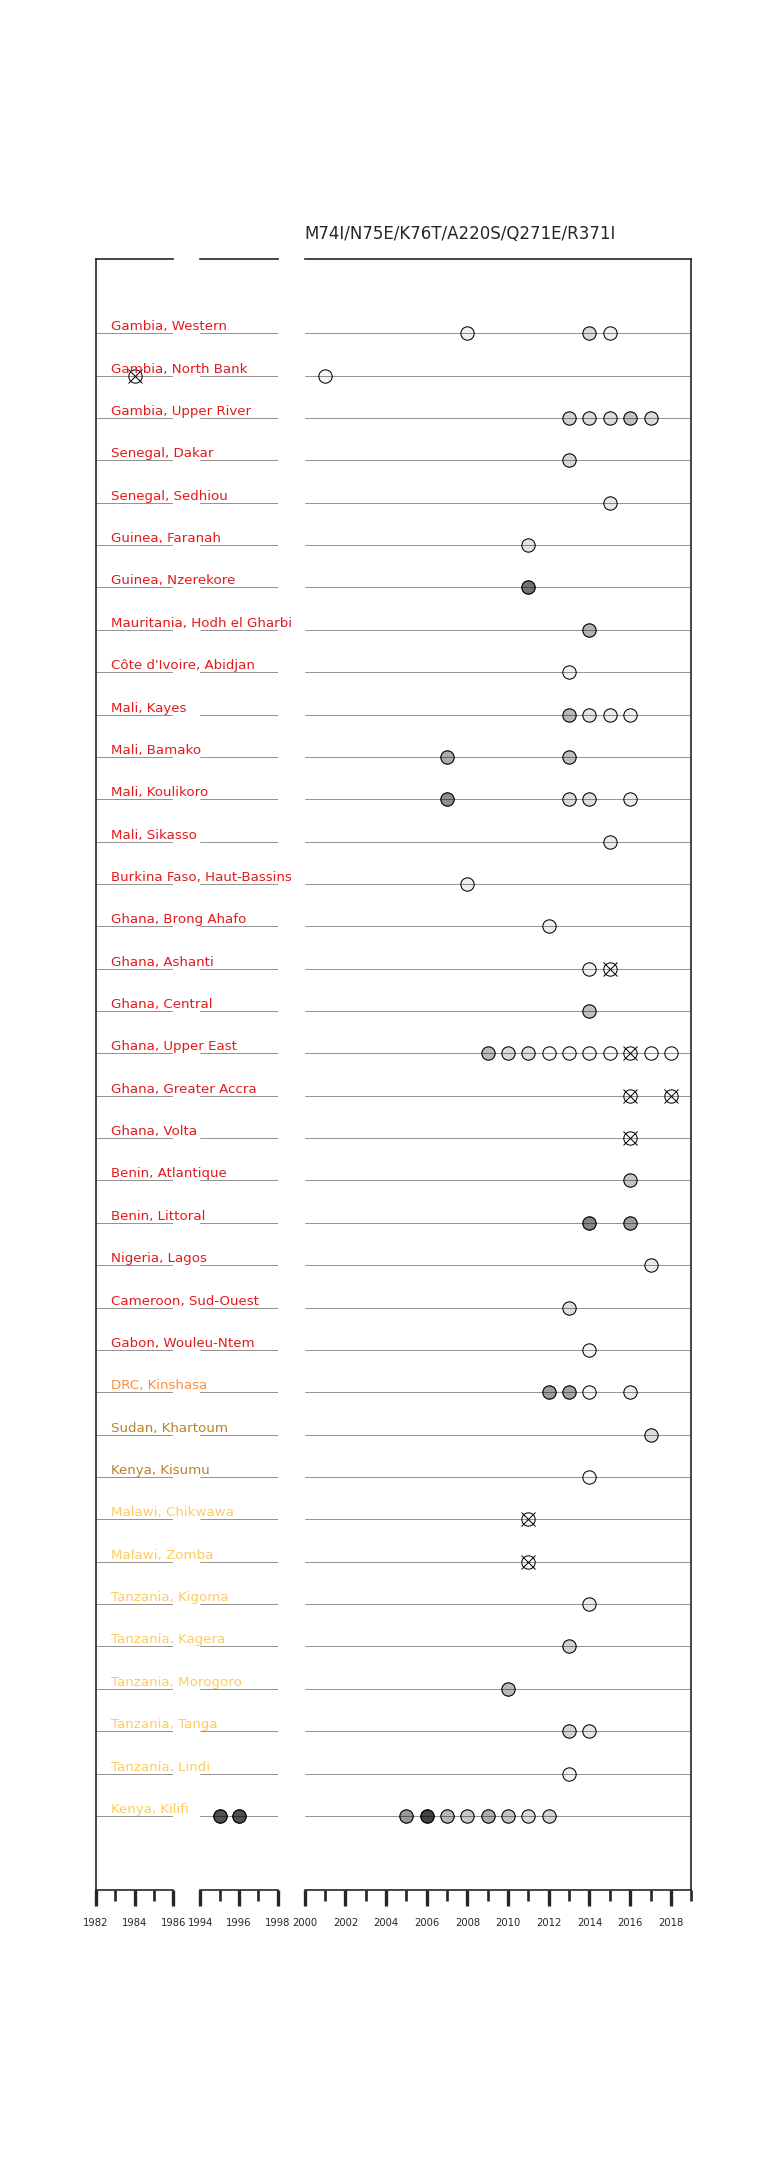 M74I/N75E/K76T/A220S/Q271E/R371I
Gambia, Western
Gambia, North Bank
Gambia, Upper River
Senegal, Dakar
Senegal, Sedhiou
Guinea, Faranah
Guinea, Nzerekore
Mauritania, Hodh el Gharbi
Côte d'Ivoire, Abidjan
Mali, Kayes
Mali, Bamako
Mali, Koulikoro
Mali, Sikasso
Burkina Faso, Haut-Bassins
Ghana, Brong Ahafo
Ghana, Ashanti
Ghana, Central
Ghana, Upper East
Ghana, Greater Accra
Ghana, Volta
Benin, Atlantique
Benin, Littoral
Nigeria, Lagos
Cameroon, Sud-Ouest
Gabon, Wouleu-Ntem
DRC, Kinshasa
Sudan, Khartoum
Kenya, Kisumu
Malawi, Chikwawa
Malawi, Zomba
Tanzania, Kigoma
Tanzania, Kagera
Tanzania, Morogoro
Tanzania, Tanga
Tanzania, Lindi
Kenya, Kilifi
1982 1984 1986 1994 1996 1998 2000 2002 2004 2006 2008 2010 2012 2014 2016 2018